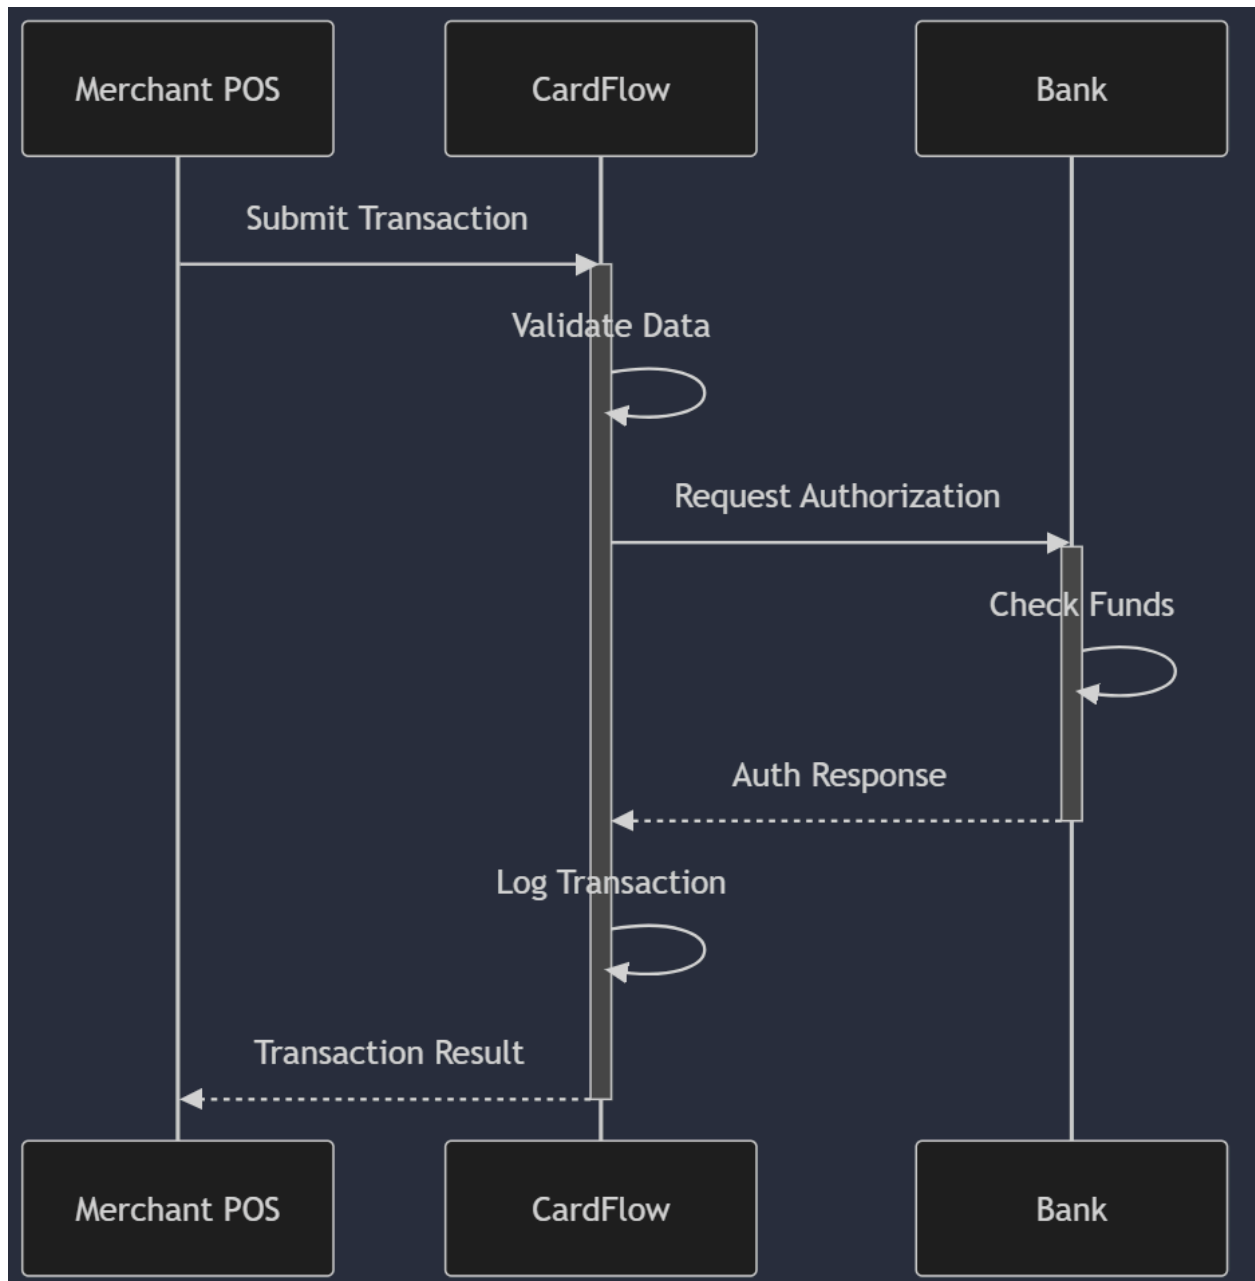 Merchant POS
CardFlow
Bank
Submit Transaction
Validate Data
Request Authorization
Check Funds
Auth Response
Log Transaction
Transaction Result
Merchant POS
CardFlow
Bank